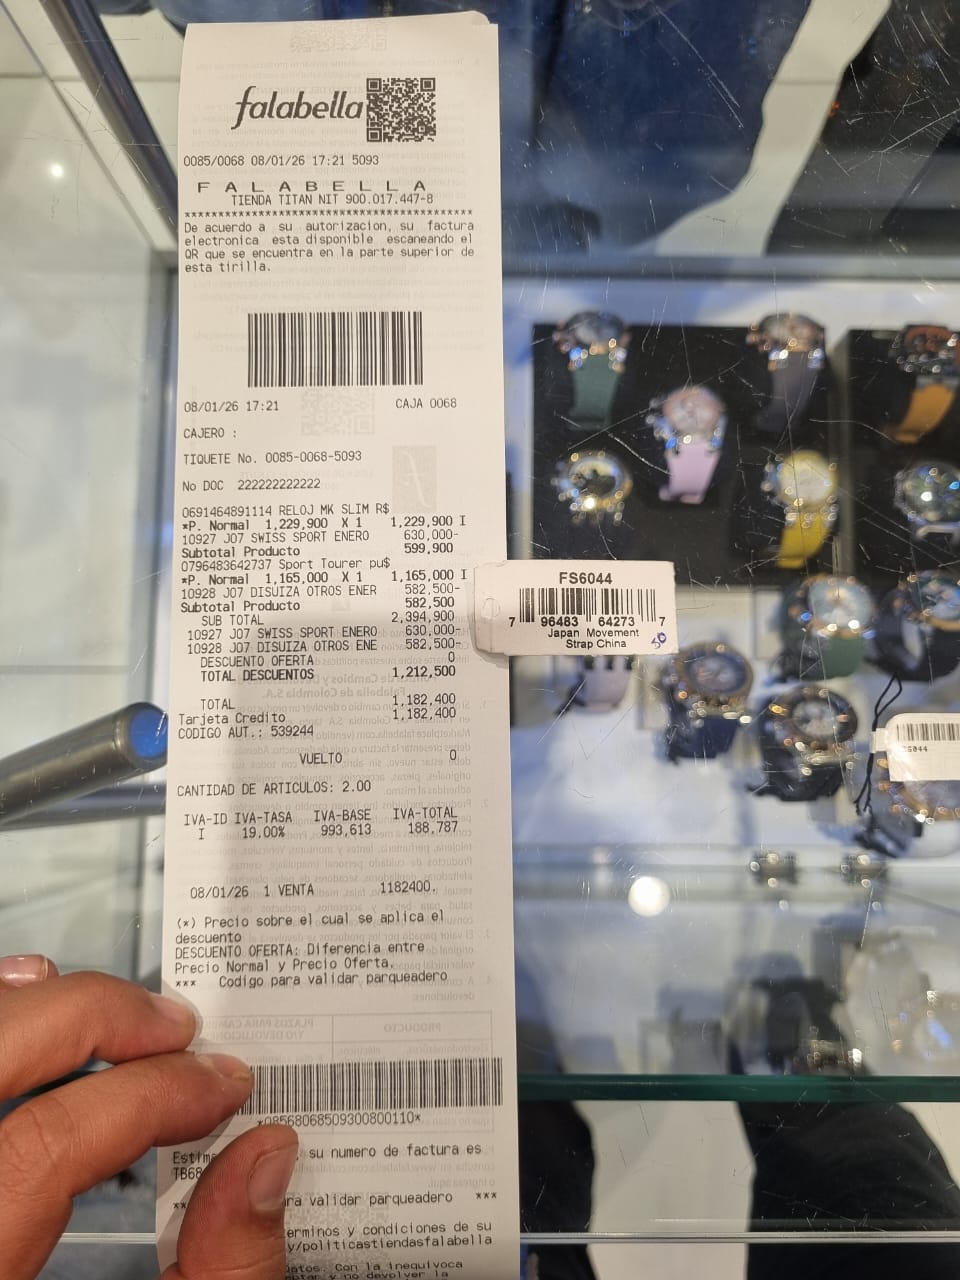 falabella
0085/0068 08/01/26 17:21 5093
F A L A B E L L A
TIENDA TITAN NIT 900.017.447-8
****************************************
De acuerdo a su autorizacion, su factura
electronica esta disponible escaneando el
QR que se encuentra en la parte superior de
esta tirilla.
08/01/26 17:21 CAJA 0068
CAJERO :
TIQUETE No. 0085-0068-5093
No DOC 222222222222
0691464891114 RELOJ MK SLIM R$
*P. Normal 1,229,900 X 1 1,229,900 I
10927 J07 SWISS SPORT ENERO 630,000-
Subtotal Producto 599,900
0796483642737 Sport Tourer pu$
*P. Normal 1,165,000 X 1 1,165,000 I
10928 J07 DISUIZA OTROS ENER 582,500-
Subtotal Producto 582,500
SUB TOTAL 2,394,900
10927 J07 SWISS SPORT ENERO 630,000-
10928 J07 DISUIZA OTROS ENE 582,500-
DESCUENTO OFERTA 0
TOTAL DESCUENTOS 1,212,500
TOTAL 1,182,400
Tarjeta Credito 1,182,400
CODIGO AUT.: 539244
VUELTO 0
CANTIDAD DE ARTICULOS: 2.00
IVA-ID IVA-TASA IVA-BASE IVA-TOTAL
I 19,00% 993,613 188,787
08/01/26 1 VENTA 1182400,
(*) Precio sobre el cual se aplica el
descuento
DESCUENTO OFERTA: Diferencia entre
Precio Normal y Precio Oferta.
*** Codigo para validar parqueadero
*08568068509300800110*
su numero de factura es
TB68
validar parqueadero ***
condiciones de su
y/politicastiendasfalabella
Con la inequivoca
y no devolver la
FS6044
7 96483 64273 7
Japan Movement
Strap China
50